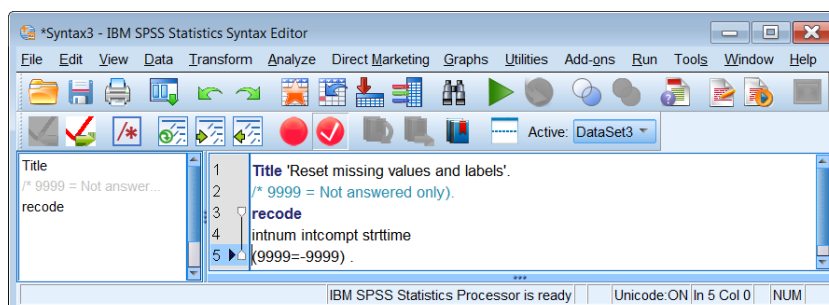 *Syntax3 - IBM SPSS Statistics Syntax Editor
File Edit View Data Transform Analyze Direct Marketing Graphs Utilities Add-ons Run Tools Window Help
Active: DataSet3
Title
/* 9999 = Not answer...
recode
1 Title 'Reset missing values and labels'.
2 /* 9999 = Not answered only).
3 recode
4 intnum intcompt strttime
5 (9999=-9999) .
IBM SPSS Statistics Processor is ready Unicode:ON In 5 Col 0 NUM